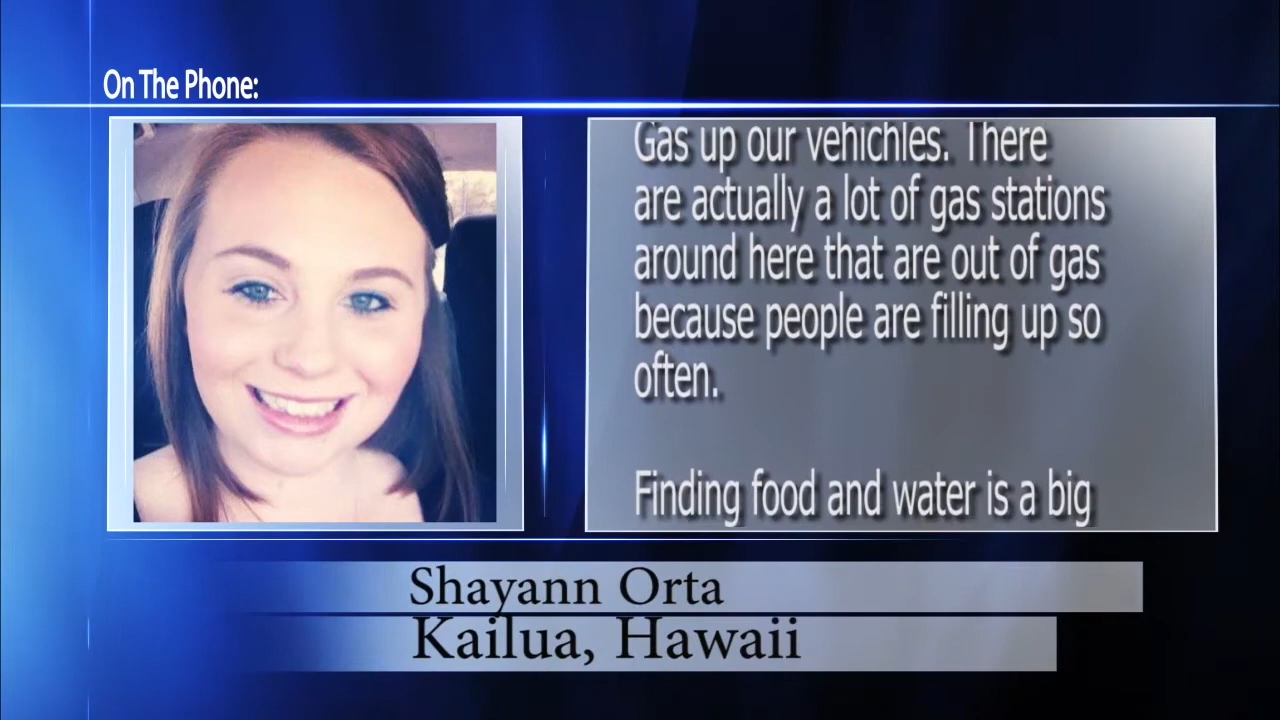 On The Phone:
Gas up our vehichles. There
are actually a lot of gas stations
around here that are out of gas
because people are filling up so
often.
Finding food and water is a big
Shayann Orta
Kailua, Hawaii